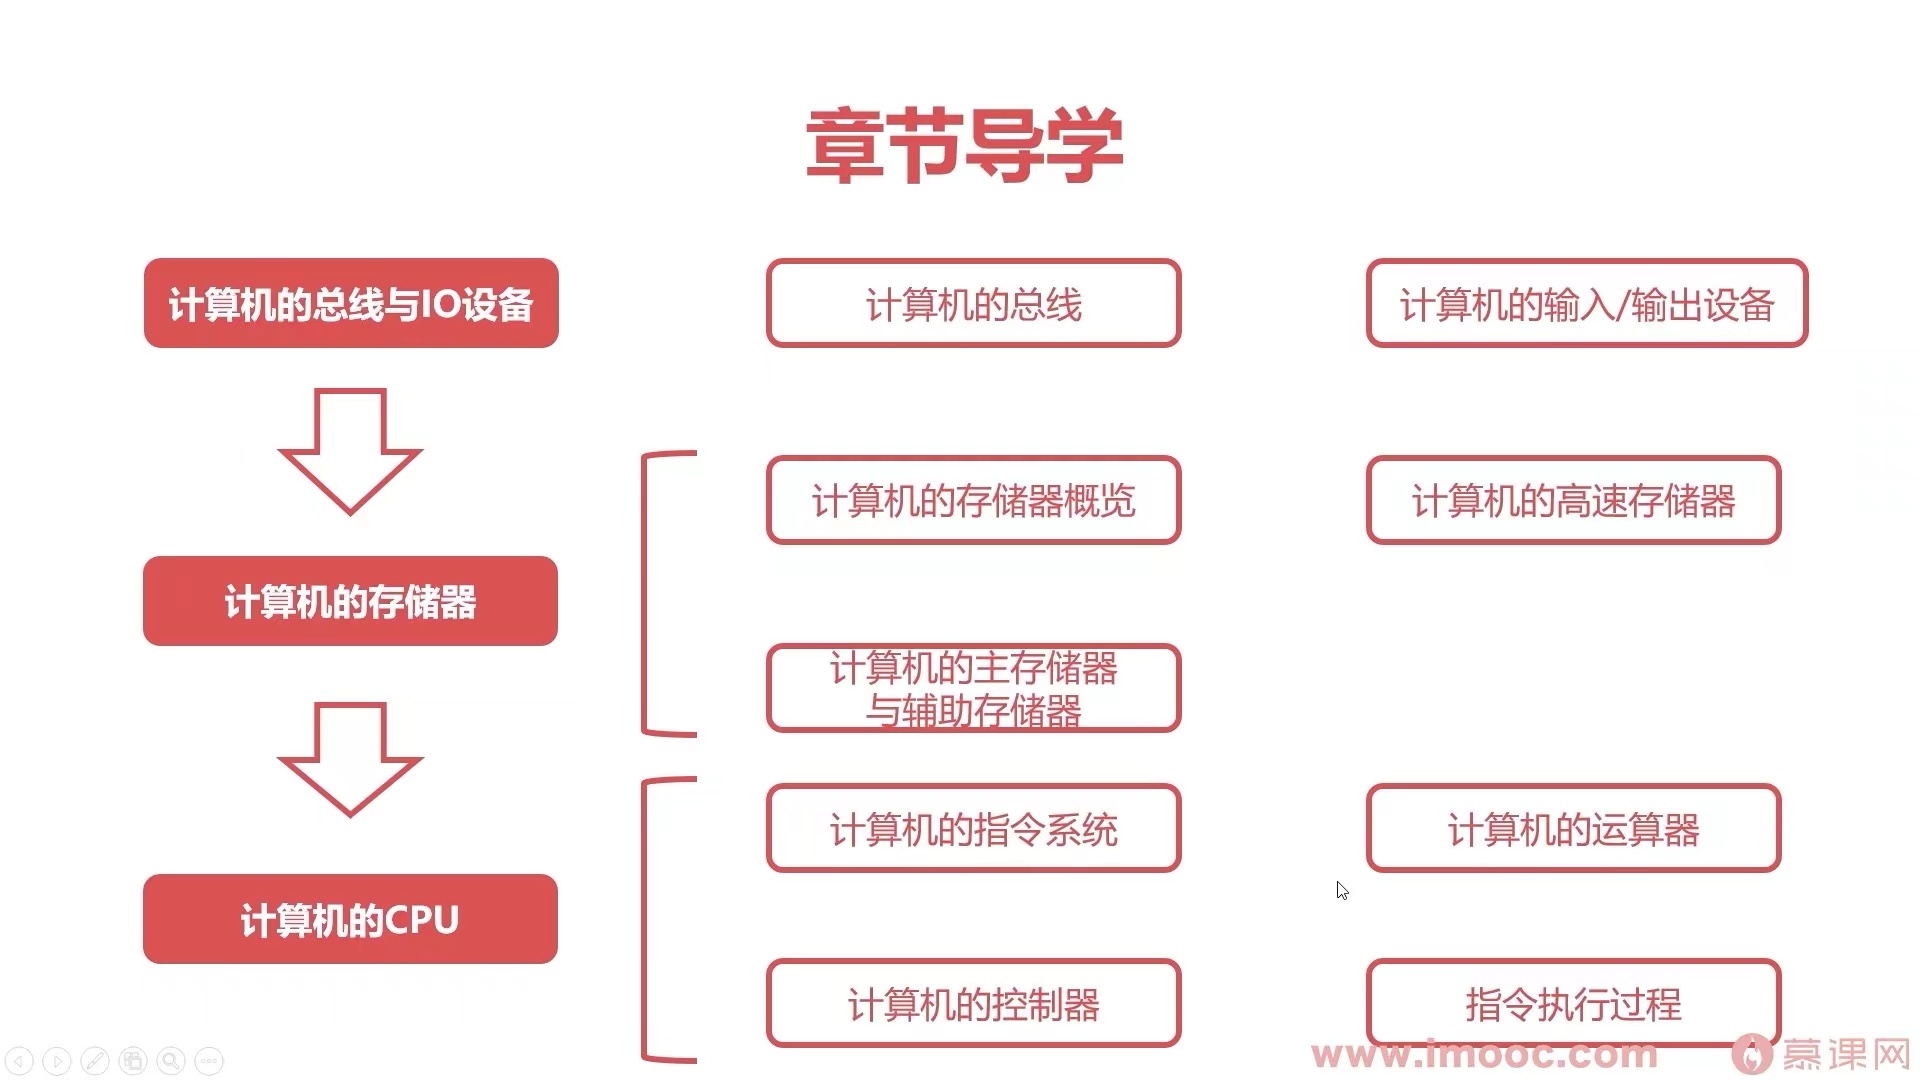 章节导学
计算机的总线与IO设备
计算机的总线
计算机的输入/输出设备
计算机的存储器概览
计算机的高速存储器
计算机的存储器
计算机的主存储器
与辅助存储器
计算机的指令系统
计算机的运算器
计算机的CPU
计算机的控制器
指令执行过程
www.imooc.com
慕课网